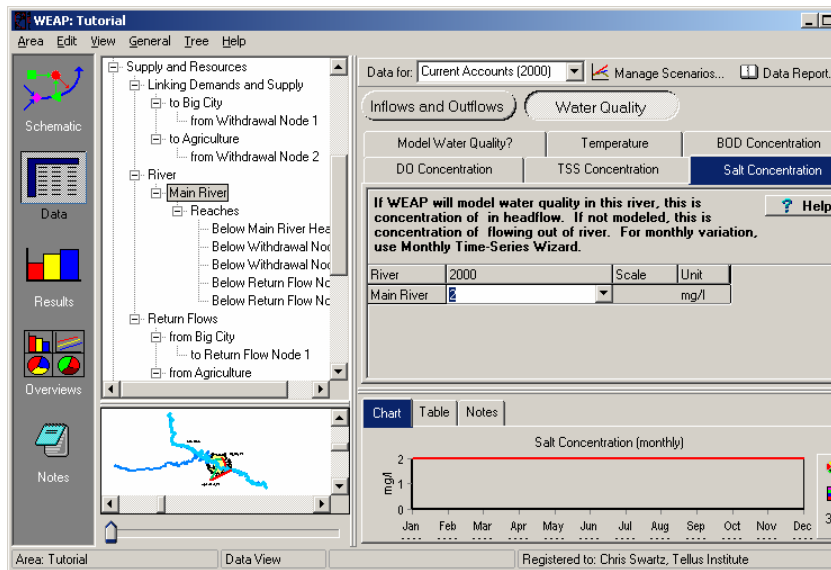 WEAP: Tutorial
Area Edit View General Tree Help
Schematic
Data
Results
Overviews
Notes
Supply and Resources
Linking Demands and Supply
to Big City
from Withdrawal Node 1
to Agriculture
from Withdrawal Node 2
River
Main River
Reaches
Below Main River Hea
Below Withdrawal Noc
Below Withdrawal Noc
Below Return Flow Nc
Below Return Flow Nc
Return Flows
from Big City
to Return Flow Node 1
from Agriculture
Data for: Current Accounts (2000) Manage Scenarios... Data Report.
Inflows and Outflows Water Quality
Model Water Quality? Temperature BOD Concentration
DO Concentration TSS Concentration Salt Concentration
If WEAP will model water quality in this river, this is
concentration of in headflow. If not modeled, this is
concentration of flowing out of river. For monthly variation,
use Monthly Time-Series Wizard.
? Help
River 2000 Scale Unit
Main River 2 mg/l
Chart Table Notes
Salt Concentration (monthly)
mg/l
2
1
0
Jan Feb Mar Apr May Jun Jul Aug Sep Oct Nov Dec
3
Area: Tutorial Data View Registered to: Chris Swartz, Tellus Institute